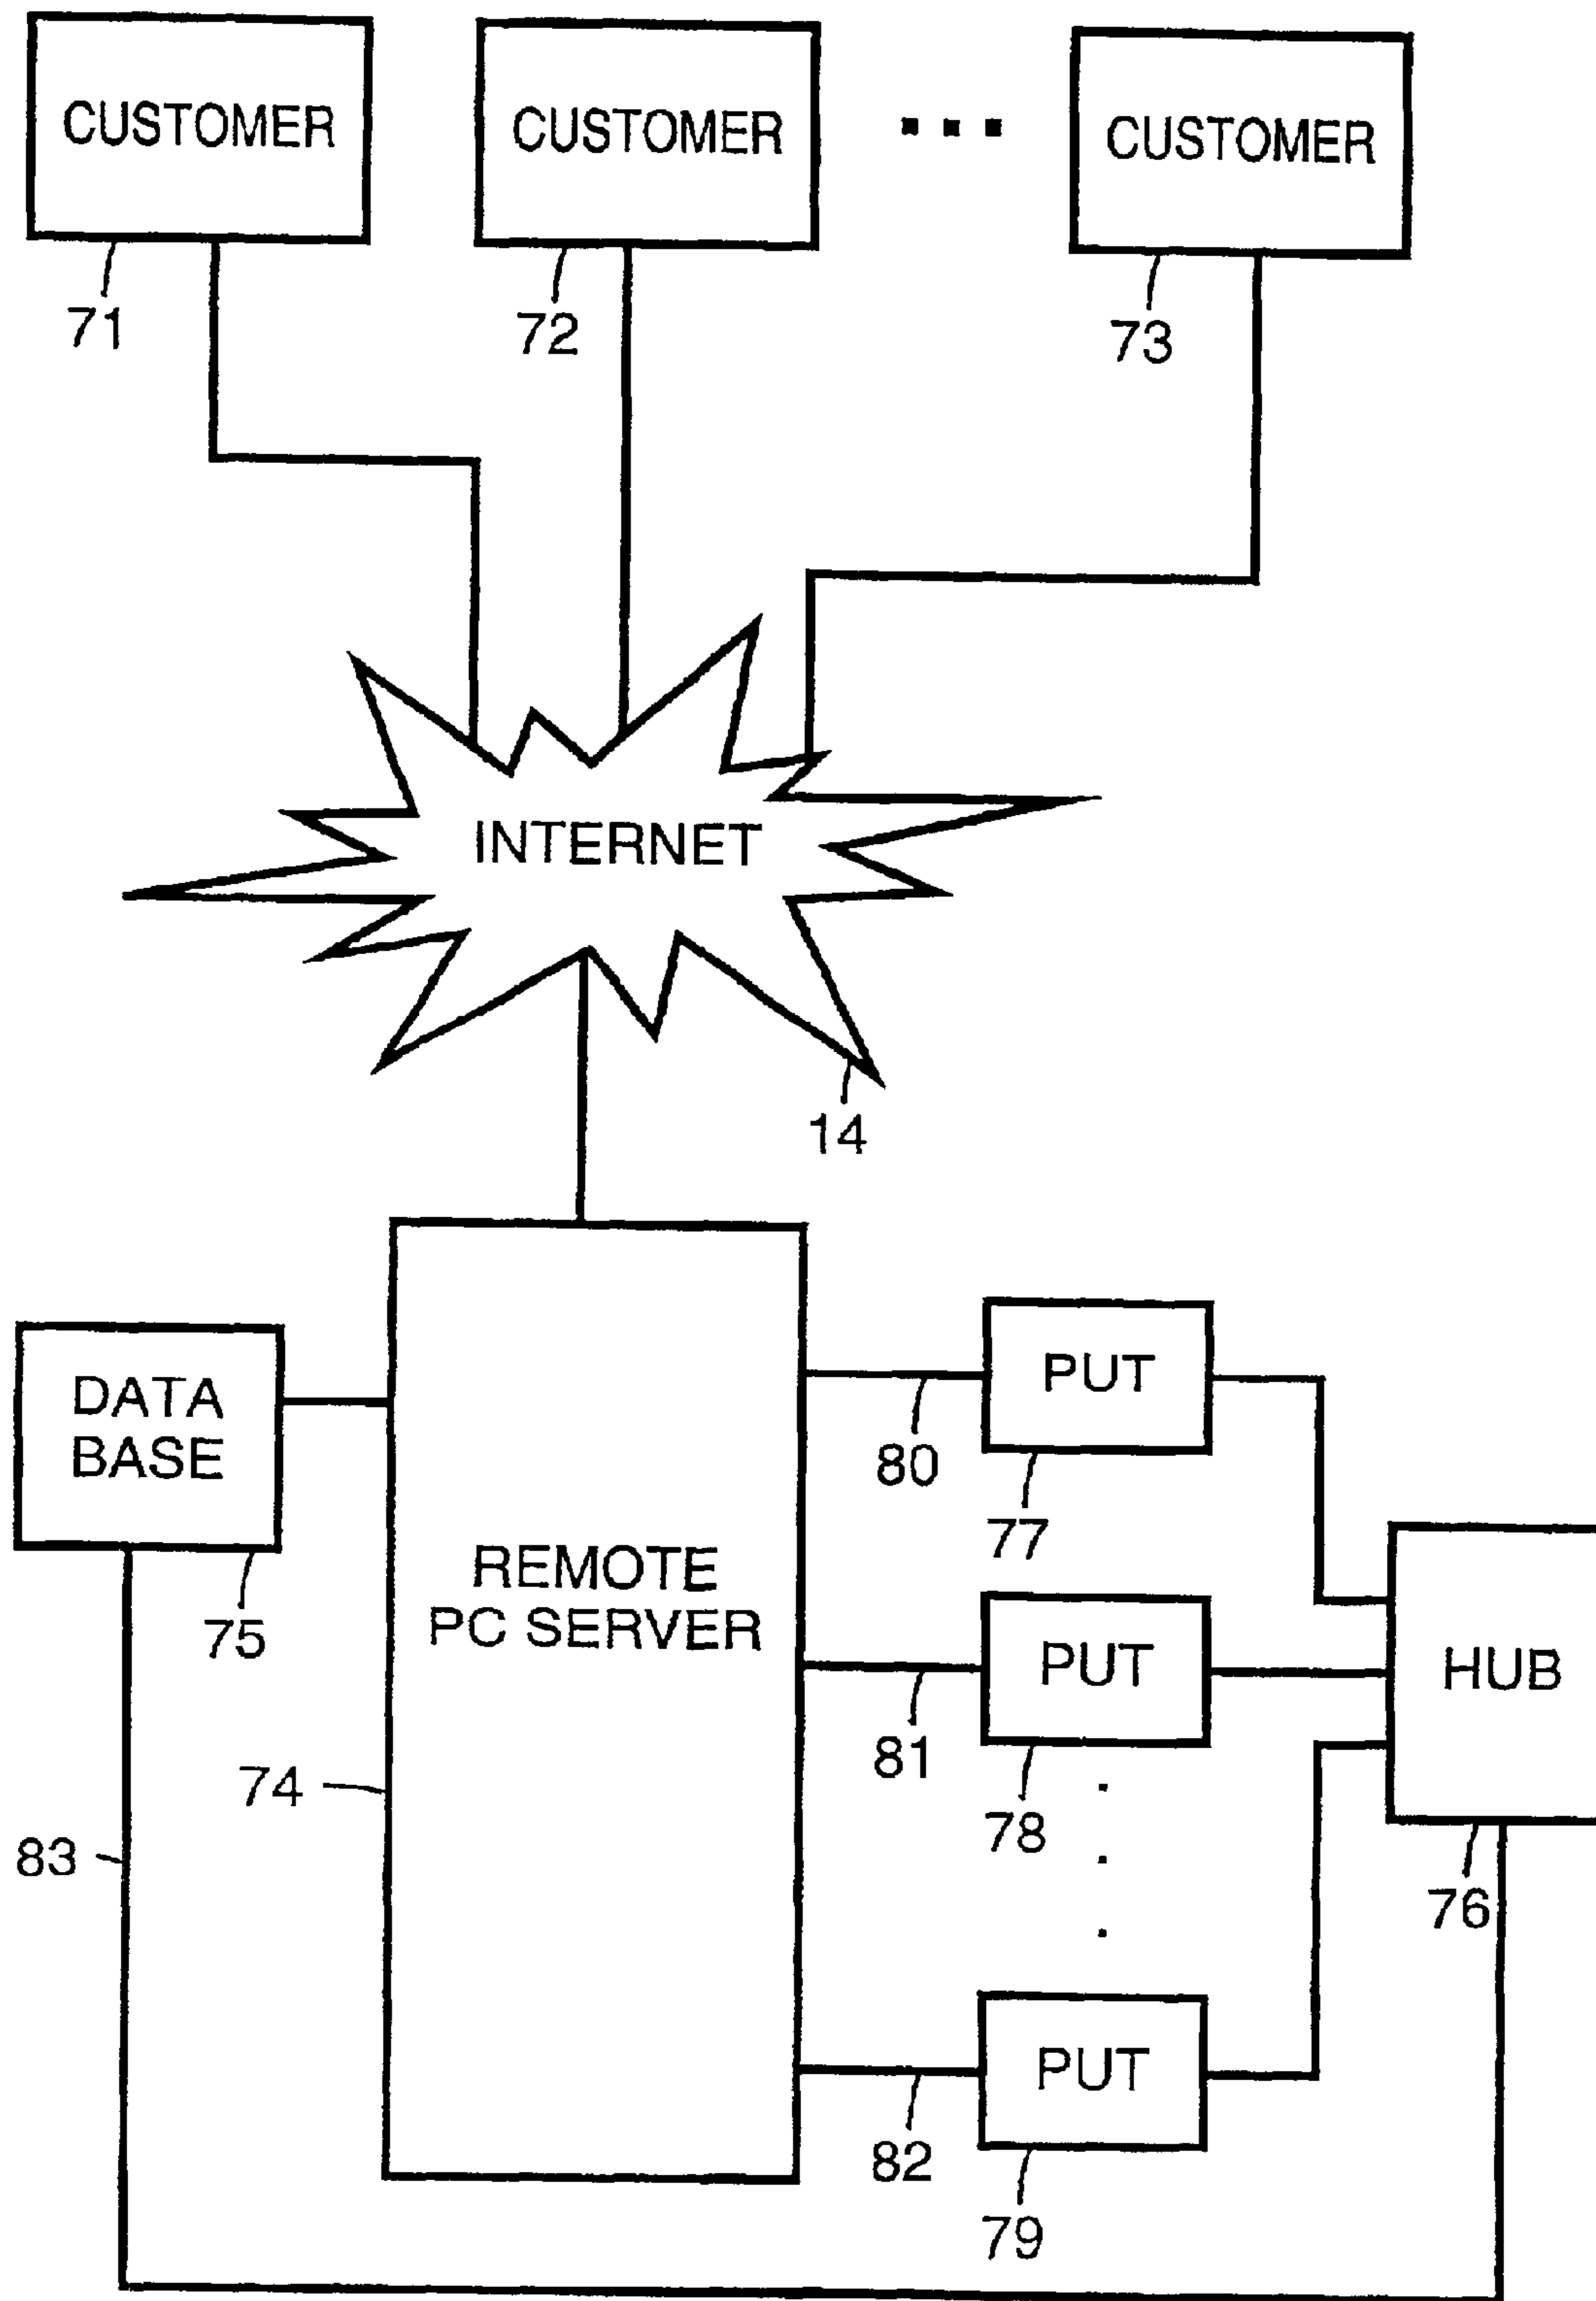 CUSTOMER
CUSTOMER
CUSTOMER
71
72
73
INTERNET
14
DATA
BASE
75
REMOTE
PC SERVER
74
83
PUT
80
77
PUT
81
78
PUT
82
79
HUB
76